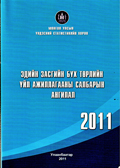 МОНГОЛ УЛСЫН
ҮНДЭСНИЙ СТАТИСТИКИЙН ХОРОО
ЭДИЙН ЗАСГИЙН БҮХ ТӨРЛИЙН
ҮЙЛ АЖИЛЛАГААНЫ САЛБАРЫН
АНГИЛАЛ
2011
Улаанбаатар
2011